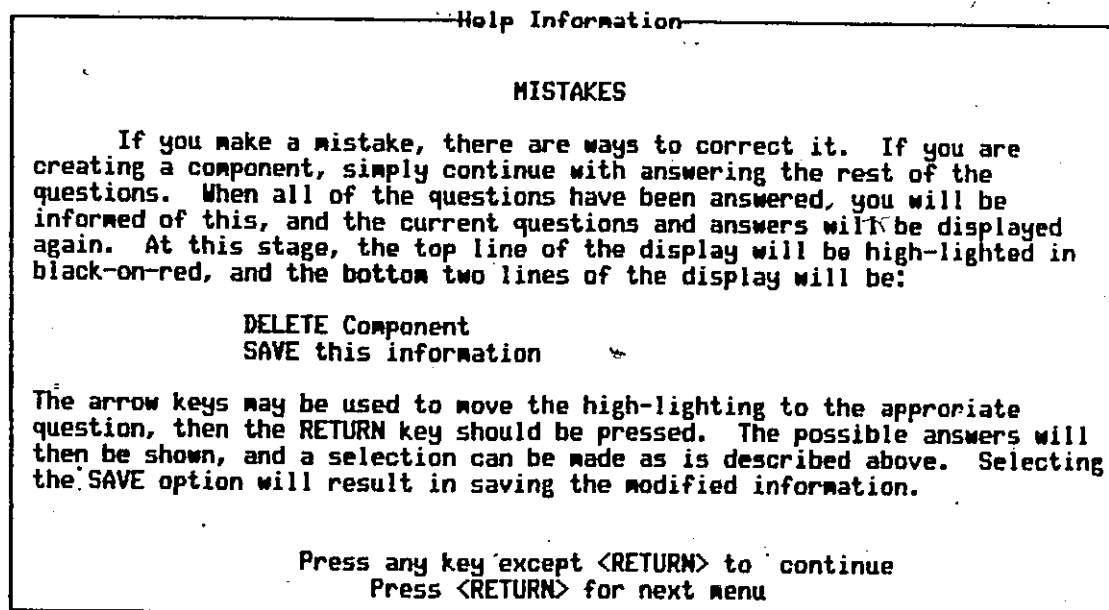 Help Information
MISTAKES
If you make a mistake, there are ways to correct it. If you are
creating a component, simply continue with answering the rest of the
questions. When all of the questions have been answered, you will be
informed of this, and the current questions and answers will be displayed
again. At this stage, the top line of the display will be high-lighted in
black-on-red, and the bottom two lines of the display will be:
DELETE Component
SAVE this information
The arrow keys may be used to move the high-lighting to the appropriate
question, then the RETURN key should be pressed. The possible answers will
then be shown, and a selection can be made as is described above. Selecting
the SAVE option will result in saving the modified information.
Press any key except <RETURN> to continue
Press <RETURN> for next menu